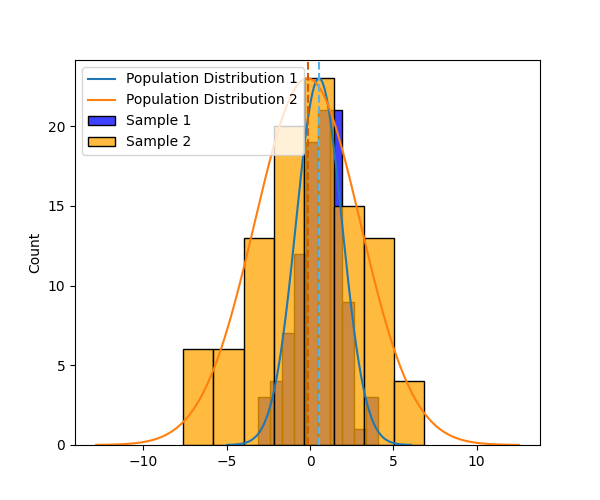 Population Distribution 1
Population Distribution 2
Sample 1
Sample 2
Count
20
15
10
5
0
−10
−5
0
5
10